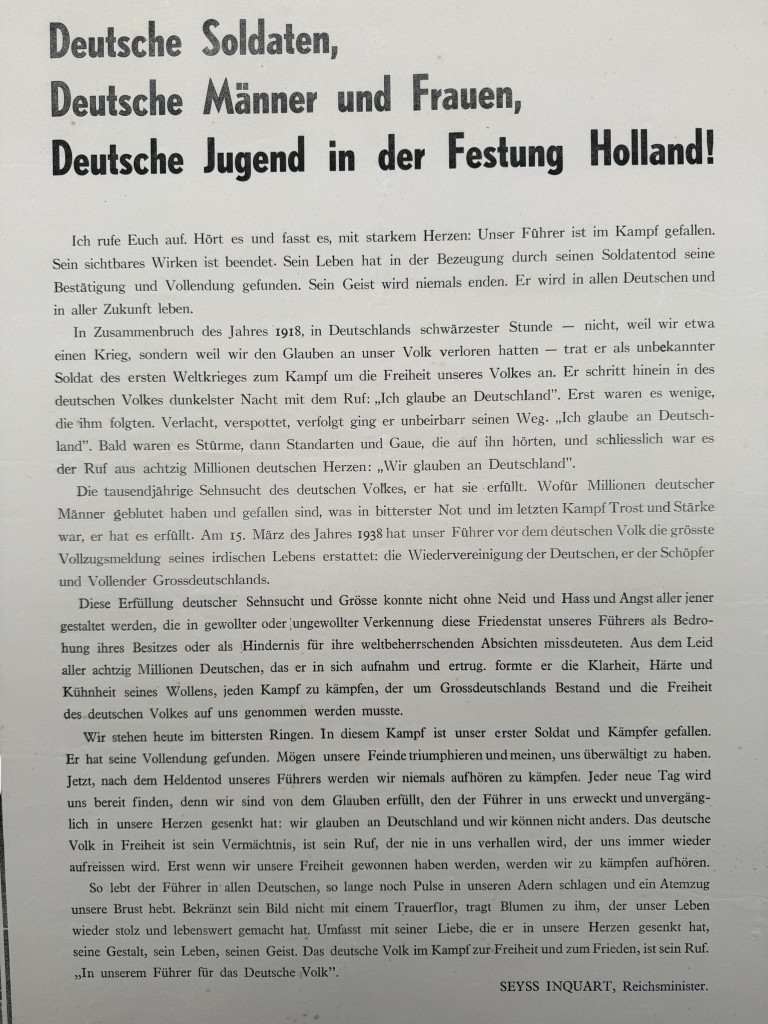 Deutsche Soldaten,
Deutsche Männer und Frauen,
Deutsche Jugend in der Festung Holland!
Ich rufe Euch auf. Hört es und fasst es, mit starkem Herzen: Unser Führer ist im Kampf gefallen.
Sein sichtbares Wirken ist beendet. Sein Leben hat in der Bezeugung durch seinen Soldatentod seine
Bestätigung und Vollendung gefunden. Sein Geist wird niemals enden. Er wird in allen Deutschen und
in aller Zukunft leben.
In Zusammenbruch des Jahres 1918, in Deutschlands schwärzester Stunde — nicht, weil wir etwa
einen Krieg, sondern weil wir den Glauben an unser Volk verloren hatten — trat er als unbekannter
Soldat des ersten Weltkrieges zum Kampf um die Freiheit unseres Volkes an. Er schritt hinein in des
deutschen Volkes dunkelster Nacht mit dem Ruf: „Ich glaube an Deutschland". Erst waren es wenige,
die ihm folgten. Verlacht, verspottet, verfolgt ging er unbeirbarr seinen Weg. „Ich glaube an Deutsch-
land". Bald waren es Stürme, dann Standarten und Gaue, die auf ihn hörten, und schliesslich war es
der Ruf aus achtzig Millionen deutschen Herzen: „Wir glauben an Deutschland".
Die tausendjährige Sehnsucht des deutschen Volkes, er hat sie erfüllt. Wofür Millionen deutscher
Männer geblutet haben und gefallen sind, was in bitterster Not und im letzten Kampf Trost und Stärke
war, er hat es erfüllt. Am 15. März des Jahres 1938 hat unser Führer vor dem deutschen Volk die grösste
Vollzugsmeldung seines irdischen Lebens erstattet: die Wiedervereinigung der Deutschen, er der Schöpfer
und Vollender Grossdeutschlands.
Diese Erfüllung deutscher Sehnsucht und Grösse konnte nicht ohne Neid und Hass und Angst aller jener
gestaltet werden, die in gewollter oder ungewollter Verkennung diese Friedenstat unseres Führers als Bedro-
hung ihres Besitzes oder als Hindernis für ihre weltbeherrschenden Absichten missdeuteten. Aus dem Leid
aller achtzig Millionen Deutschen, das er in sich aufnahm und ertrug. formte er die Klarheit, Härte und
Kühnheit seines Wollens, jeden Kampf zu kämpfen, der um Grossdeutschlands Bestand und die Freiheit
des deutschen Volkes auf uns genommen werden musste.
Wir stehen heute im bittersten Ringen. In diesem Kampf ist unser erster Soldat und Kämpfer gefallen.
Er hat seine Vollendung gefunden. Mögen unsere Feinde triumphieren und meinen, uns überwältigt zu haben.
Jetzt, nach dem Heldentod unseres Führers werden wir niemals aufhören zu kämpfen. Jeder neue Tag wird
uns bereit finden, denn wir sind von dem Glauben erfüllt, den der Führer in uns erweckt und unvergäng-
lich in unsere Herzen gesenkt hat: wir glauben an Deutschland und wir können nicht anders. Das deutsche
Volk in Freiheit ist sein Vermächtnis, ist sein Ruf, der nie in uns verhallen wird, der uns immer wieder
aufreissen wird. Erst wenn wir unsere Freiheit gewonnen haben werden, werden wir zu kämpfen aufhören.
So lebt der Führer in allen Deutschen, so lange noch Pulse in unseren Adern schlagen und ein Atemzug
unsere Brust hebt. Bekränzt sein Bild nicht mit einem Trauerflor, tragt Blumen zu ihm, der unser Leben
wieder stolz und lebenswert gemacht hat. Umfasst mit seiner Liebe, die er in unsere Herzen gesenkt hat,
seine Gestalt, sein Leben, seinen Geist. Das deutsche Volk im Kampf zur Freiheit und zum Frieden, ist sein Ruf.
„In unserem Führer für das Deutsche Volk".
SEYSS INQUART, Reichsminister.